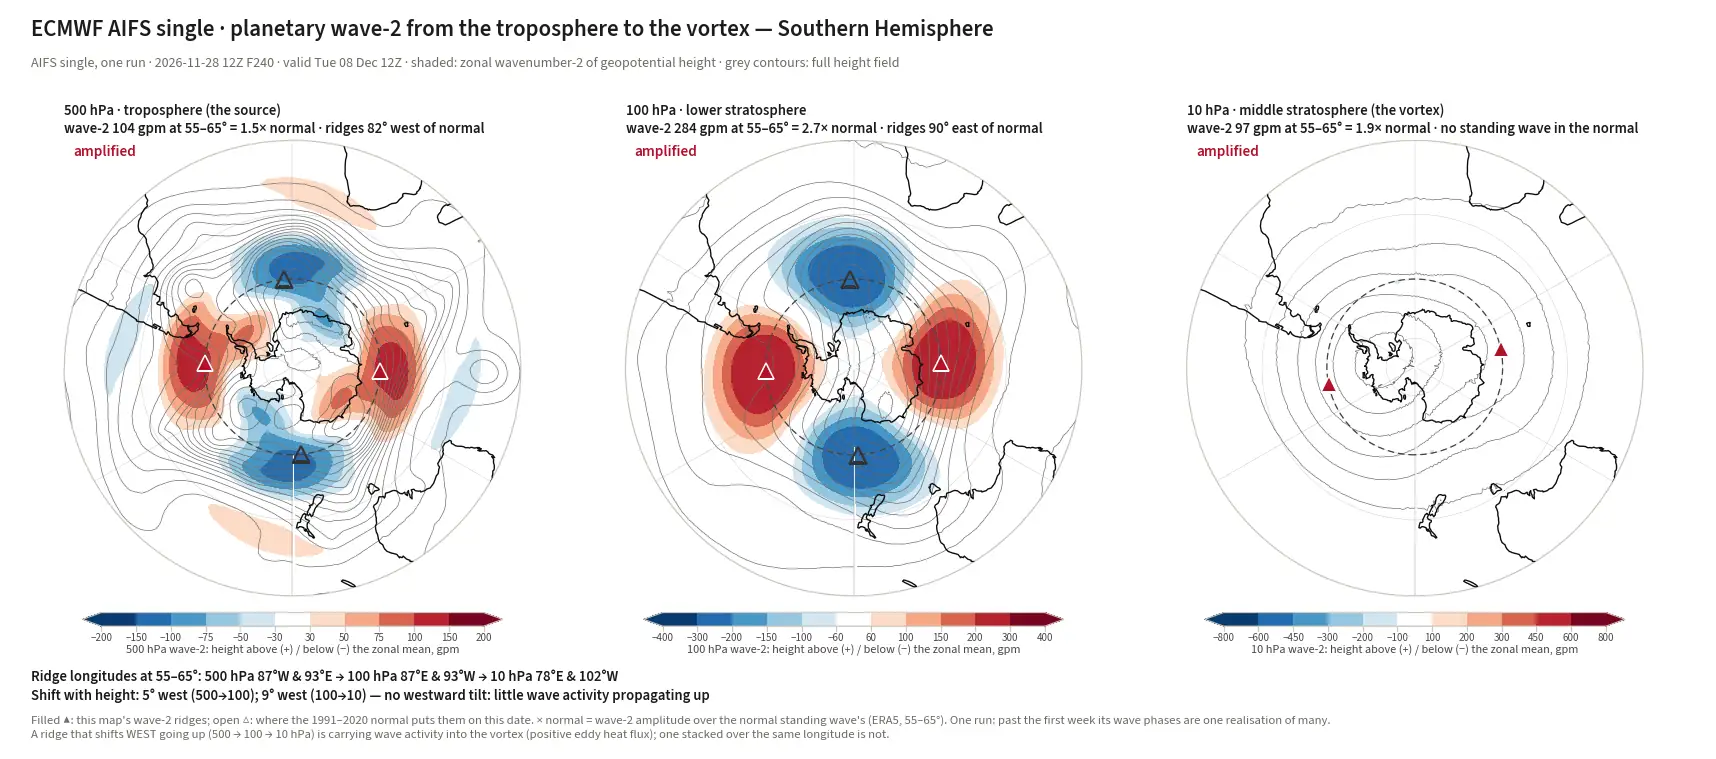 ECMWF AIFS single · planetary wave-2 from the troposphere to the vortex — Southern Hemisphere
AIFS single, one run · 2026-11-28 12Z F240 · valid Tue 08 Dec 12Z · shaded: zonal wavenumber-2 of geopotential height · grey contours: full height field
500 hPa · troposphere (the source)
wave-2 104 gpm at 55–65° = 1.5× normal · ridges 82° west of normal
amplified
100 hPa · lower stratosphere
wave-2 284 gpm at 55–65° = 2.7× normal · ridges 90° east of normal
amplified
10 hPa · middle stratosphere (the vortex)
wave-2 97 gpm at 55–65° = 1.9× normal · no standing wave in the normal
amplified
−200 −150 −100 −75 −50 −30 30 50 75 100 150 200
500 hPa wave-2: height above (+) / below (−) the zonal mean, gpm
−400 −300 −200 −150 −100 −60 60 100 150 200 300 400
100 hPa wave-2: height above (+) / below (−) the zonal mean, gpm
−800 −600 −450 −300 −200 −100 100 200 300 450 600 800
10 hPa wave-2: height above (+) / below (−) the zonal mean, gpm
Ridge longitudes at 55–65°: 500 hPa 87°W & 93°E → 100 hPa 87°E & 93°W → 10 hPa 78°E & 102°W
Shift with height: 5° west (500→100); 9° west (100→10) — no westward tilt: little wave activity propagating up
Filled ▲: this map's wave-2 ridges; open △: where the 1991–2020 normal puts them on this date. × normal = wave-2 amplitude over the normal standing wave's (ERA5, 55–65°). One run: past the first week its wave phases are one realisation of many.
A ridge that shifts WEST going up (500 → 100 → 10 hPa) is carrying wave activity into the vortex (positive eddy heat flux); one stacked over the same longitude is not.